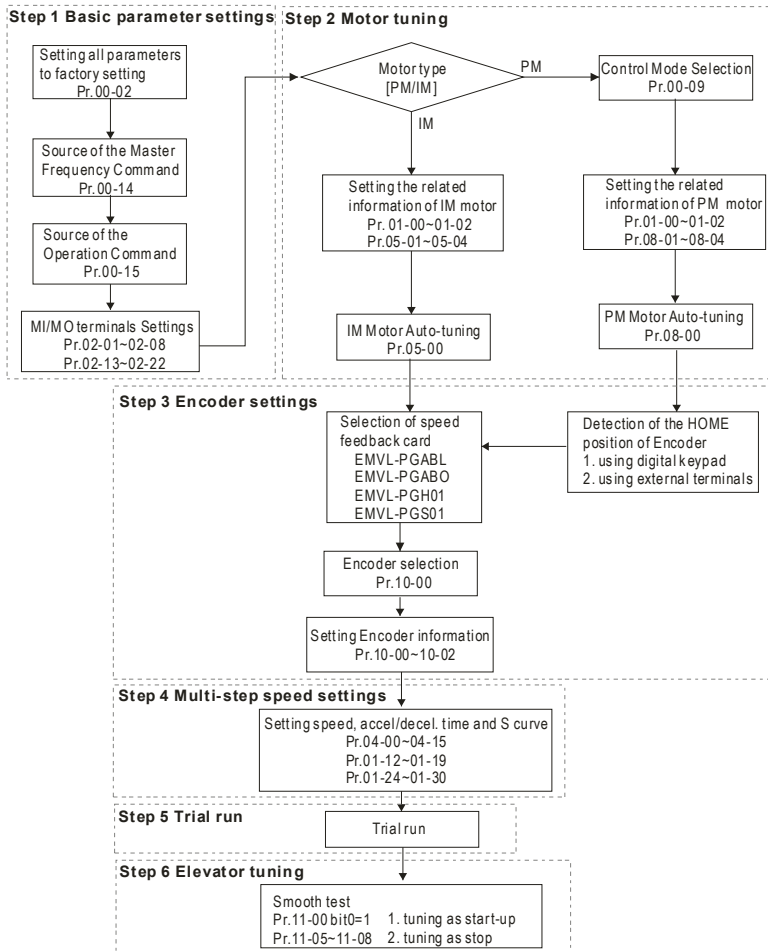 Step 1 Basic parameter settings
Setting all parameters
to factory setting
Pr.00-02
Source of the Master
Frequency Command
Pr.00-14
Source of the
Operation Command
Pr.00-15
MI/MO terminals Settings
Pr.02-01~02-08
Pr.02-13~02-22
Step 2 Motor tuning
Motor type
[PM/IM]
PM
IM
Control Mode Selection
Pr.00-09
Setting the related
information of IM motor
Pr. 01-00~01-02
Pr.05-01~05-04
Setting the related
information of PM motor
Pr.01-00~01-02
Pr.08-01~08-04
IM Motor Auto-tuning
Pr.05-00
PM Motor Auto-tuning
Pr.08-00
Step 3 Encoder settings
Selection of speed
feedback card
EMVL-PGABL
EMVL-PGABO
EMVL-PGH01
EMVL-PGS01
Detection of the HOME
position of Encoder
1. using digital keypad
2. using external terminals
Encoder selection
Pr.10-00
Setting Encoder information
Pr.10-00~10-02
Step 4 Multi-step speed settings
Setting speed, accel/decel. time and S curve
Pr.04-00~04-15
Pr.01-12~01-19
Pr.01-24~01-30
Step 5 Trial run
Trial run
Step 6 Elevator tuning
Smooth test
Pr.11-00 bit0=1 1. tuning as start-up
Pr.11-05~11-08 2. tuning as stop